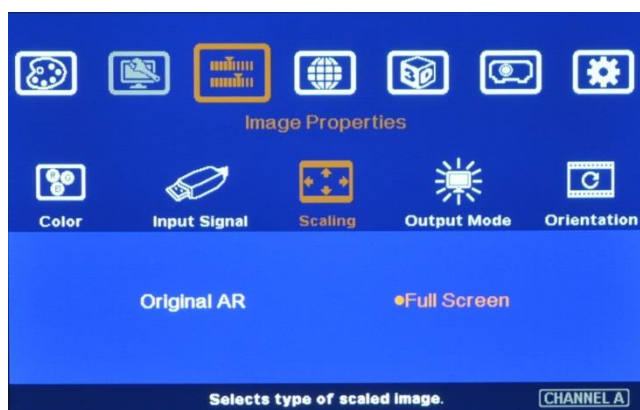 3D
Image Properties
R G
B
C
Color Input Signal Scaling Output Mode Orientation
Original AR •Full Screen
Selects type of scaled image. CHANNEL A